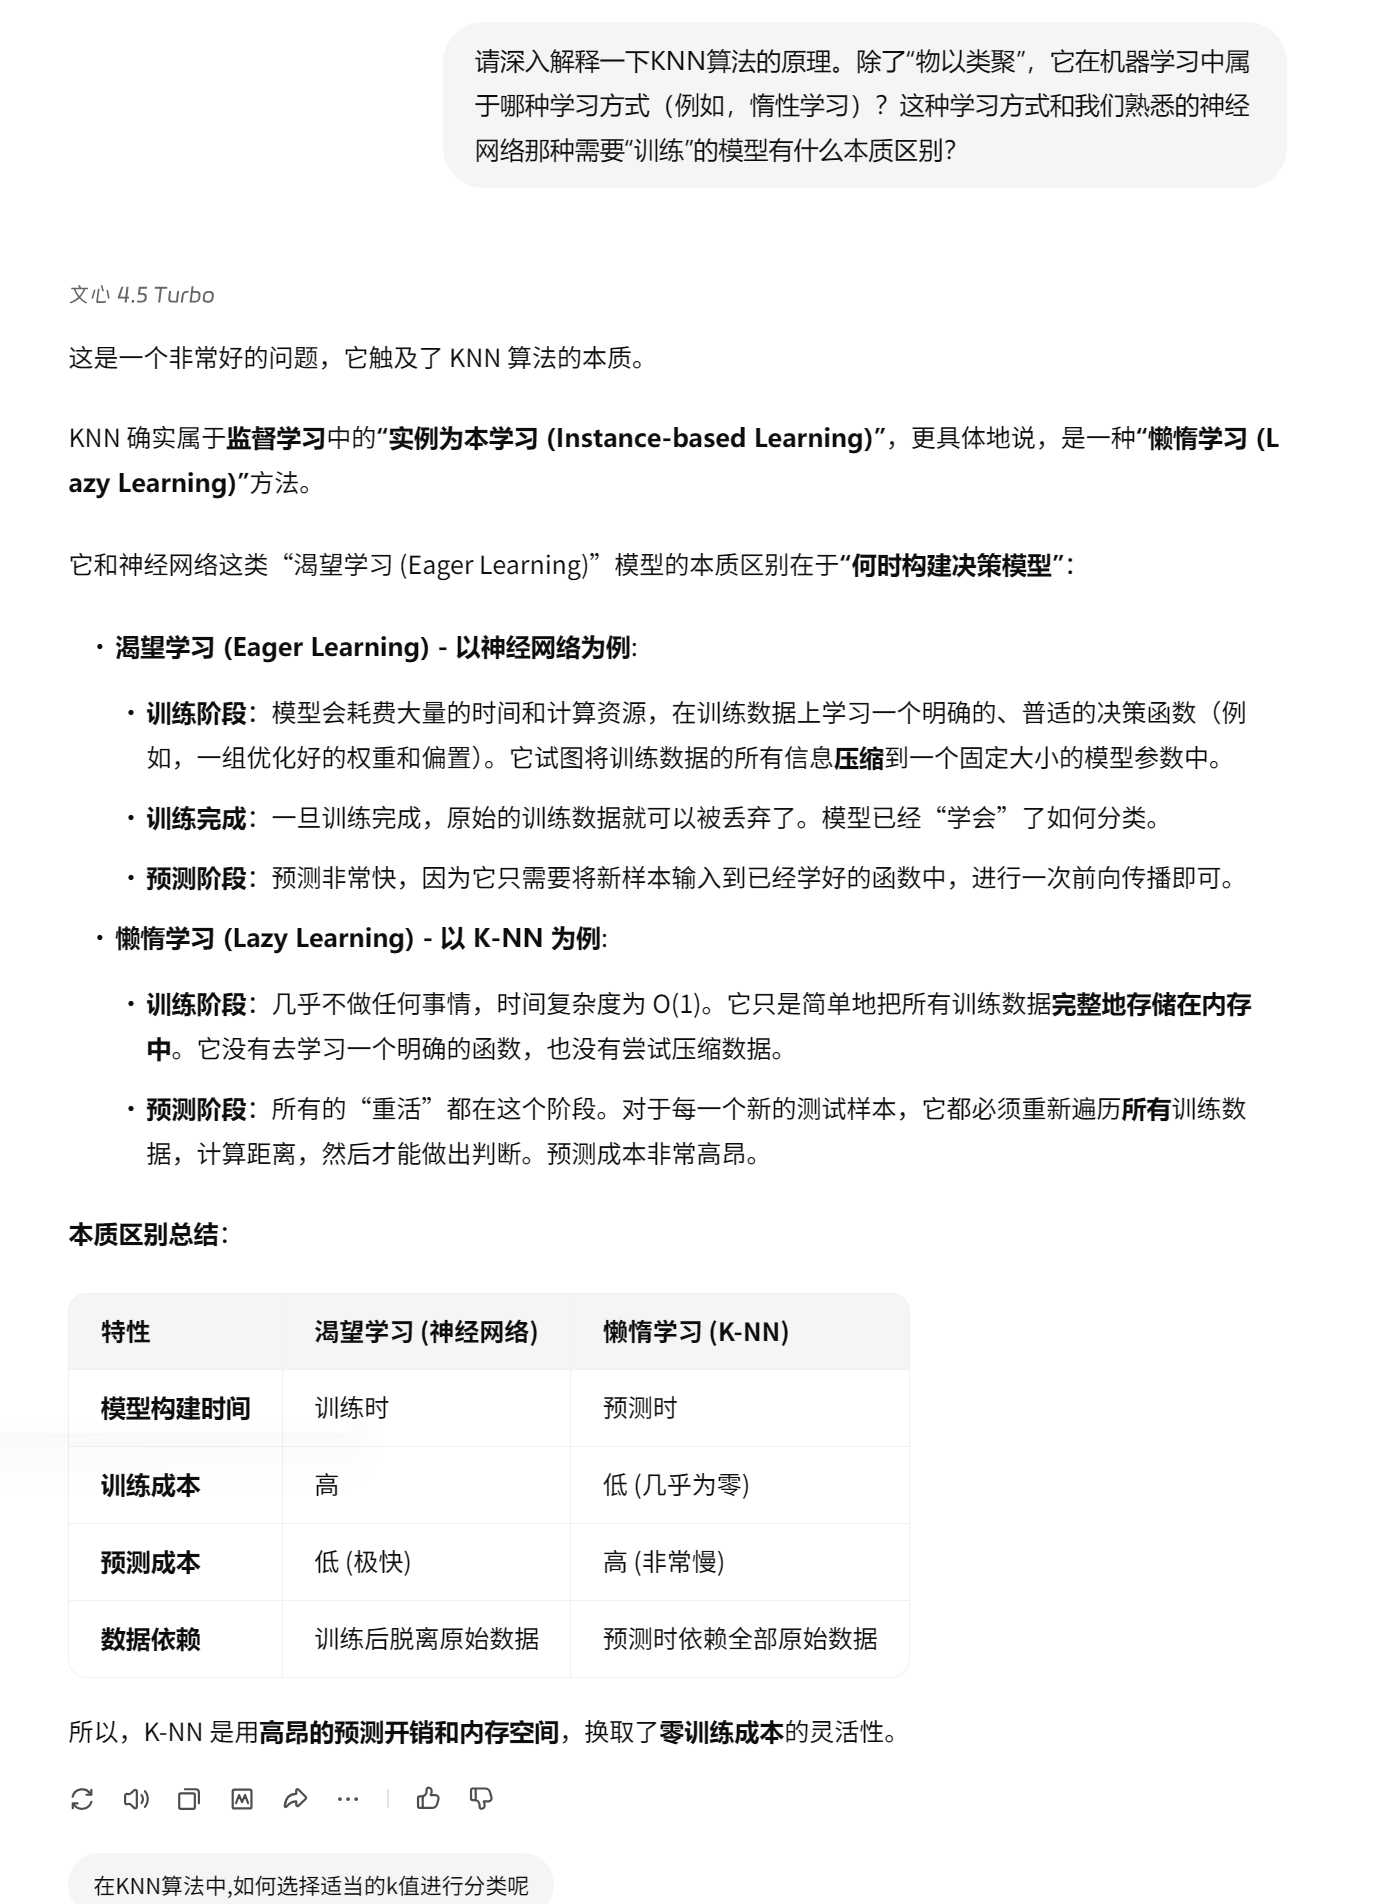 请深入解释一下KNN算法的原理。除了“物以类聚”，它在机器学习中属
于哪种学习方式（例如，惰性学习）？这种学习方式和我们熟悉的神经
网络那种需要“训练”的模型有什么本质区别？
文心 4.5 Turbo
这是一个非常好的问题，它触及了 KNN 算法的本质。
KNN 确实属于监督学习中的“实例为本学习 (Instance-based Learning)”，更具体地说，是一种“懒惰学习 (L
azy Learning)”方法。
它和神经网络这类“渴望学习 (Eager Learning)”模型的本质区别在于“何时构建决策模型”：
• 渴望学习 (Eager Learning) - 以神经网络为例:
• 训练阶段：模型会耗费大量的时间和计算资源，在训练数据上学习一个明确的、普适的决策函数（例
如，一组优化好的权重和偏置）。它试图将训练数据的所有信息压缩到一个固定大小的模型参数中。
• 训练完成：一旦训练完成，原始的训练数据就可以被丢弃了。模型已经“学会”了如何分类。
• 预测阶段：预测非常快，因为它只需要将新样本输入到已经学好的函数中，进行一次前向传播即可。
• 懒惰学习 (Lazy Learning) - 以 K-NN 为例:
• 训练阶段：几乎不做任何事情，时间复杂度为 O(1)。它只是简单地把所有训练数据完整地存储在内存
中。它没有去学习一个明确的函数，也没有尝试压缩数据。
• 预测阶段：所有的“重活”都在这个阶段。对于每一个新的测试样本，它都必须重新遍历所有训练数
据，计算距离，然后才能做出判断。预测成本非常高昂。
本质区别总结：
特性 渴望学习 (神经网络) 懒惰学习 (K-NN)
模型构建时间 训练时 预测时
训练成本 高 低 (几乎为零)
预测成本 低 (极快) 高 (非常慢)
数据依赖 训练后脱离原始数据 预测时依赖全部原始数据
所以，K-NN 是用高昂的预测开销和内存空间，换取了零训练成本的灵活性。
在KNN算法中,如何选择适当的k值进行分类呢